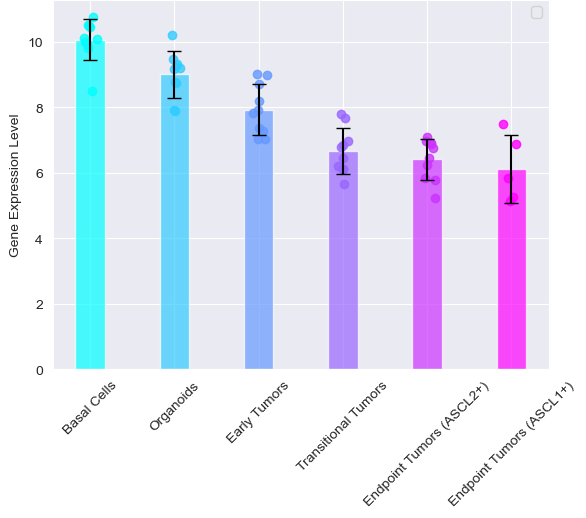 Gene Expression Level
10
8
6
4
2
0
Basal Cells
Organoids
Early Tumors
Transitional Tumors
Endpoint Tumors (ASCL2+)
Endpoint Tumors (ASCL1+)